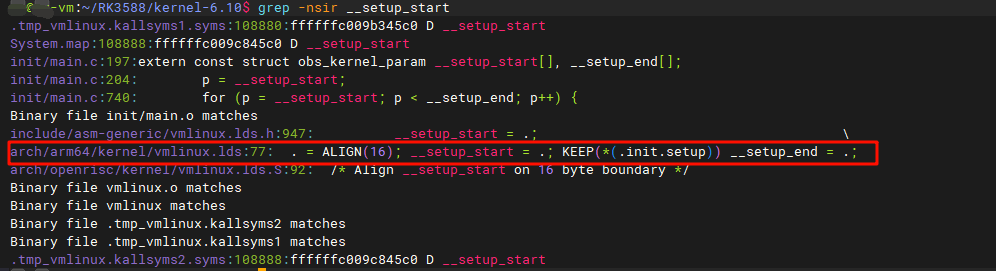 -vm:~/RK3588/kernel-6.10$ grep -nsir __setup_start
.tmp_vmlinux.kallsyms1.syms:108880:ffffffc009b345c0 D __setup_start
System.map:108888:ffffffc009c845c0 D __setup_start
init/main.c:197:extern const struct obs_kernel_param __setup_start[], __setup_end[];
init/main.c:204:        p = __setup_start;
init/main.c:740:        for (p = __setup_start; p < __setup_end; p++) {
Binary file init/main.o matches
include/asm-generic/vmlinux.lds.h:947:          __setup_start = .;                                      \
arch/arm64/kernel/vmlinux.lds:77:  . = ALIGN(16); __setup_start = .; KEEP(*(.init.setup)) __setup_end = .;
arch/openrisc/kernel/vmlinux.lds.S:92:  /* Align __setup_start on 16 byte boundary */
Binary file vmlinux.o matches
Binary file vmlinux matches
Binary file .tmp_vmlinux.kallsyms2 matches
Binary file .tmp_vmlinux.kallsyms1 matches
.tmp_vmlinux.kallsyms2.syms:108888:ffffffc009c845c0 D __setup_start